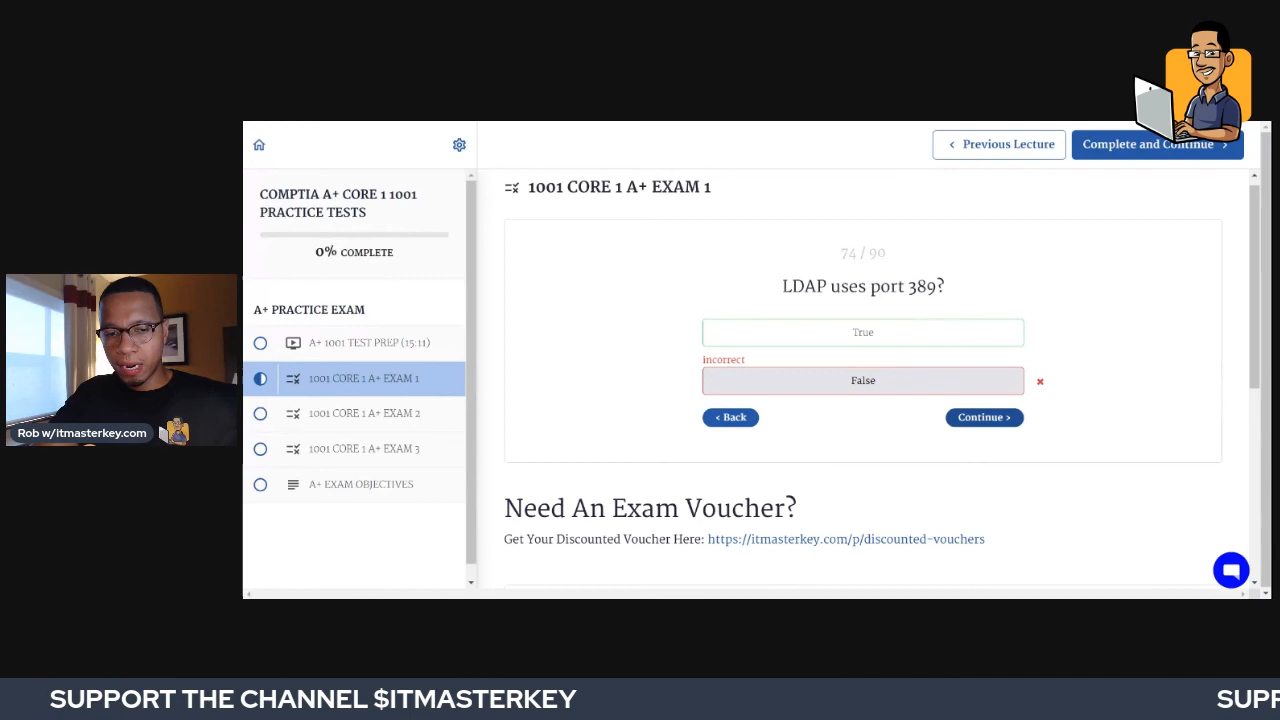 Previous Lecture
Complete and Continue
COMPTIA A+ CORE 1 1001
PRACTICE TESTS
0% COMPLETE
A+ PRACTICE EXAM
A+ 1001 TEST PREP (15:11)
1001 CORE 1 A+ EXAM 1
1001 CORE 1 A+ EXAM 2
1001 CORE 1 A+ EXAM 3
A+ EXAM OBJECTIVES
1001 CORE 1 A+ EXAM 1
74 / 90
LDAP uses port 389?
True
incorrect
False
< Back
Continue >
Need An Exam Voucher?
Get Your Discounted Voucher Here: https://itmasterkey.com/p/discounted-vouchers
Rob w/itmasterkey.com
SUPPORT THE CHANNEL $ITMASTERKEY
SUPP